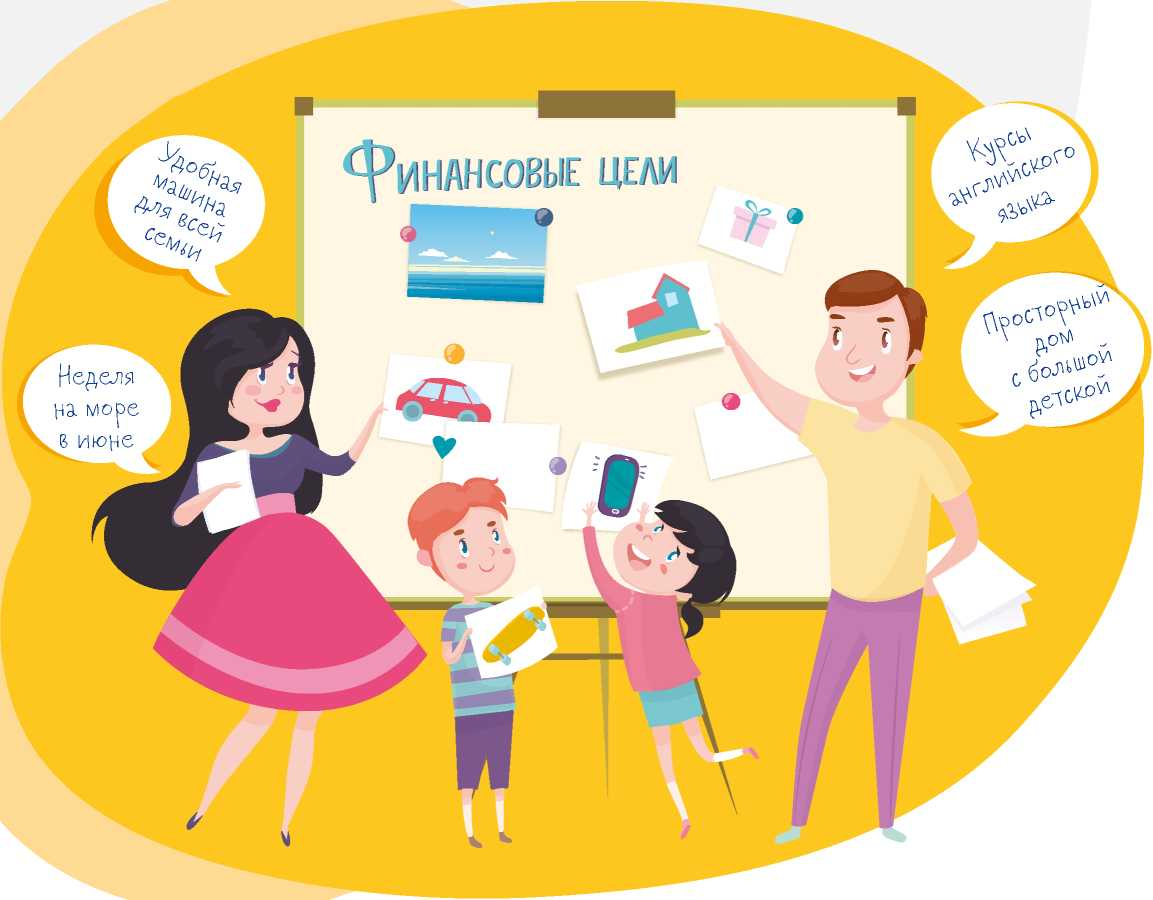 Финансовые цели
Удобная
машина
для всей
семьи
Неделя
на море
в июне
Курсы
английского
языка
Просторный
дом
с большой
детской